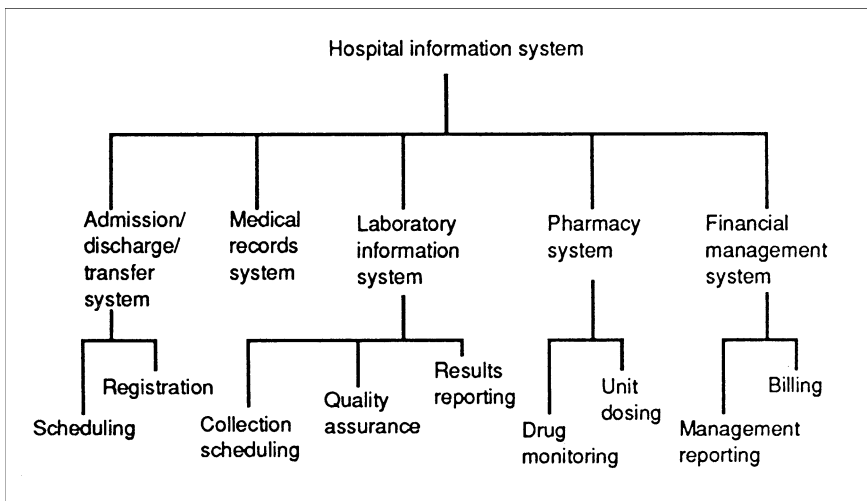 Hospital information system
Admission/
discharge/
transfer
system
Medical
records
system
Laboratory
information
system
Pharmacy
system
Financial
management
system
Scheduling
Registration
Collection
scheduling
Quality
assurance
Results
reporting
Drug
monitoring
Unit
dosing
Management
reporting
Billing